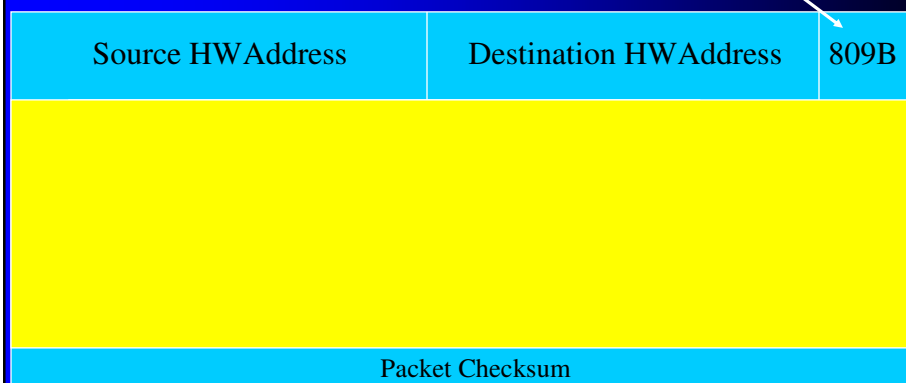 Source HWAddress Destination HWAddress 809B
Packet Checksum